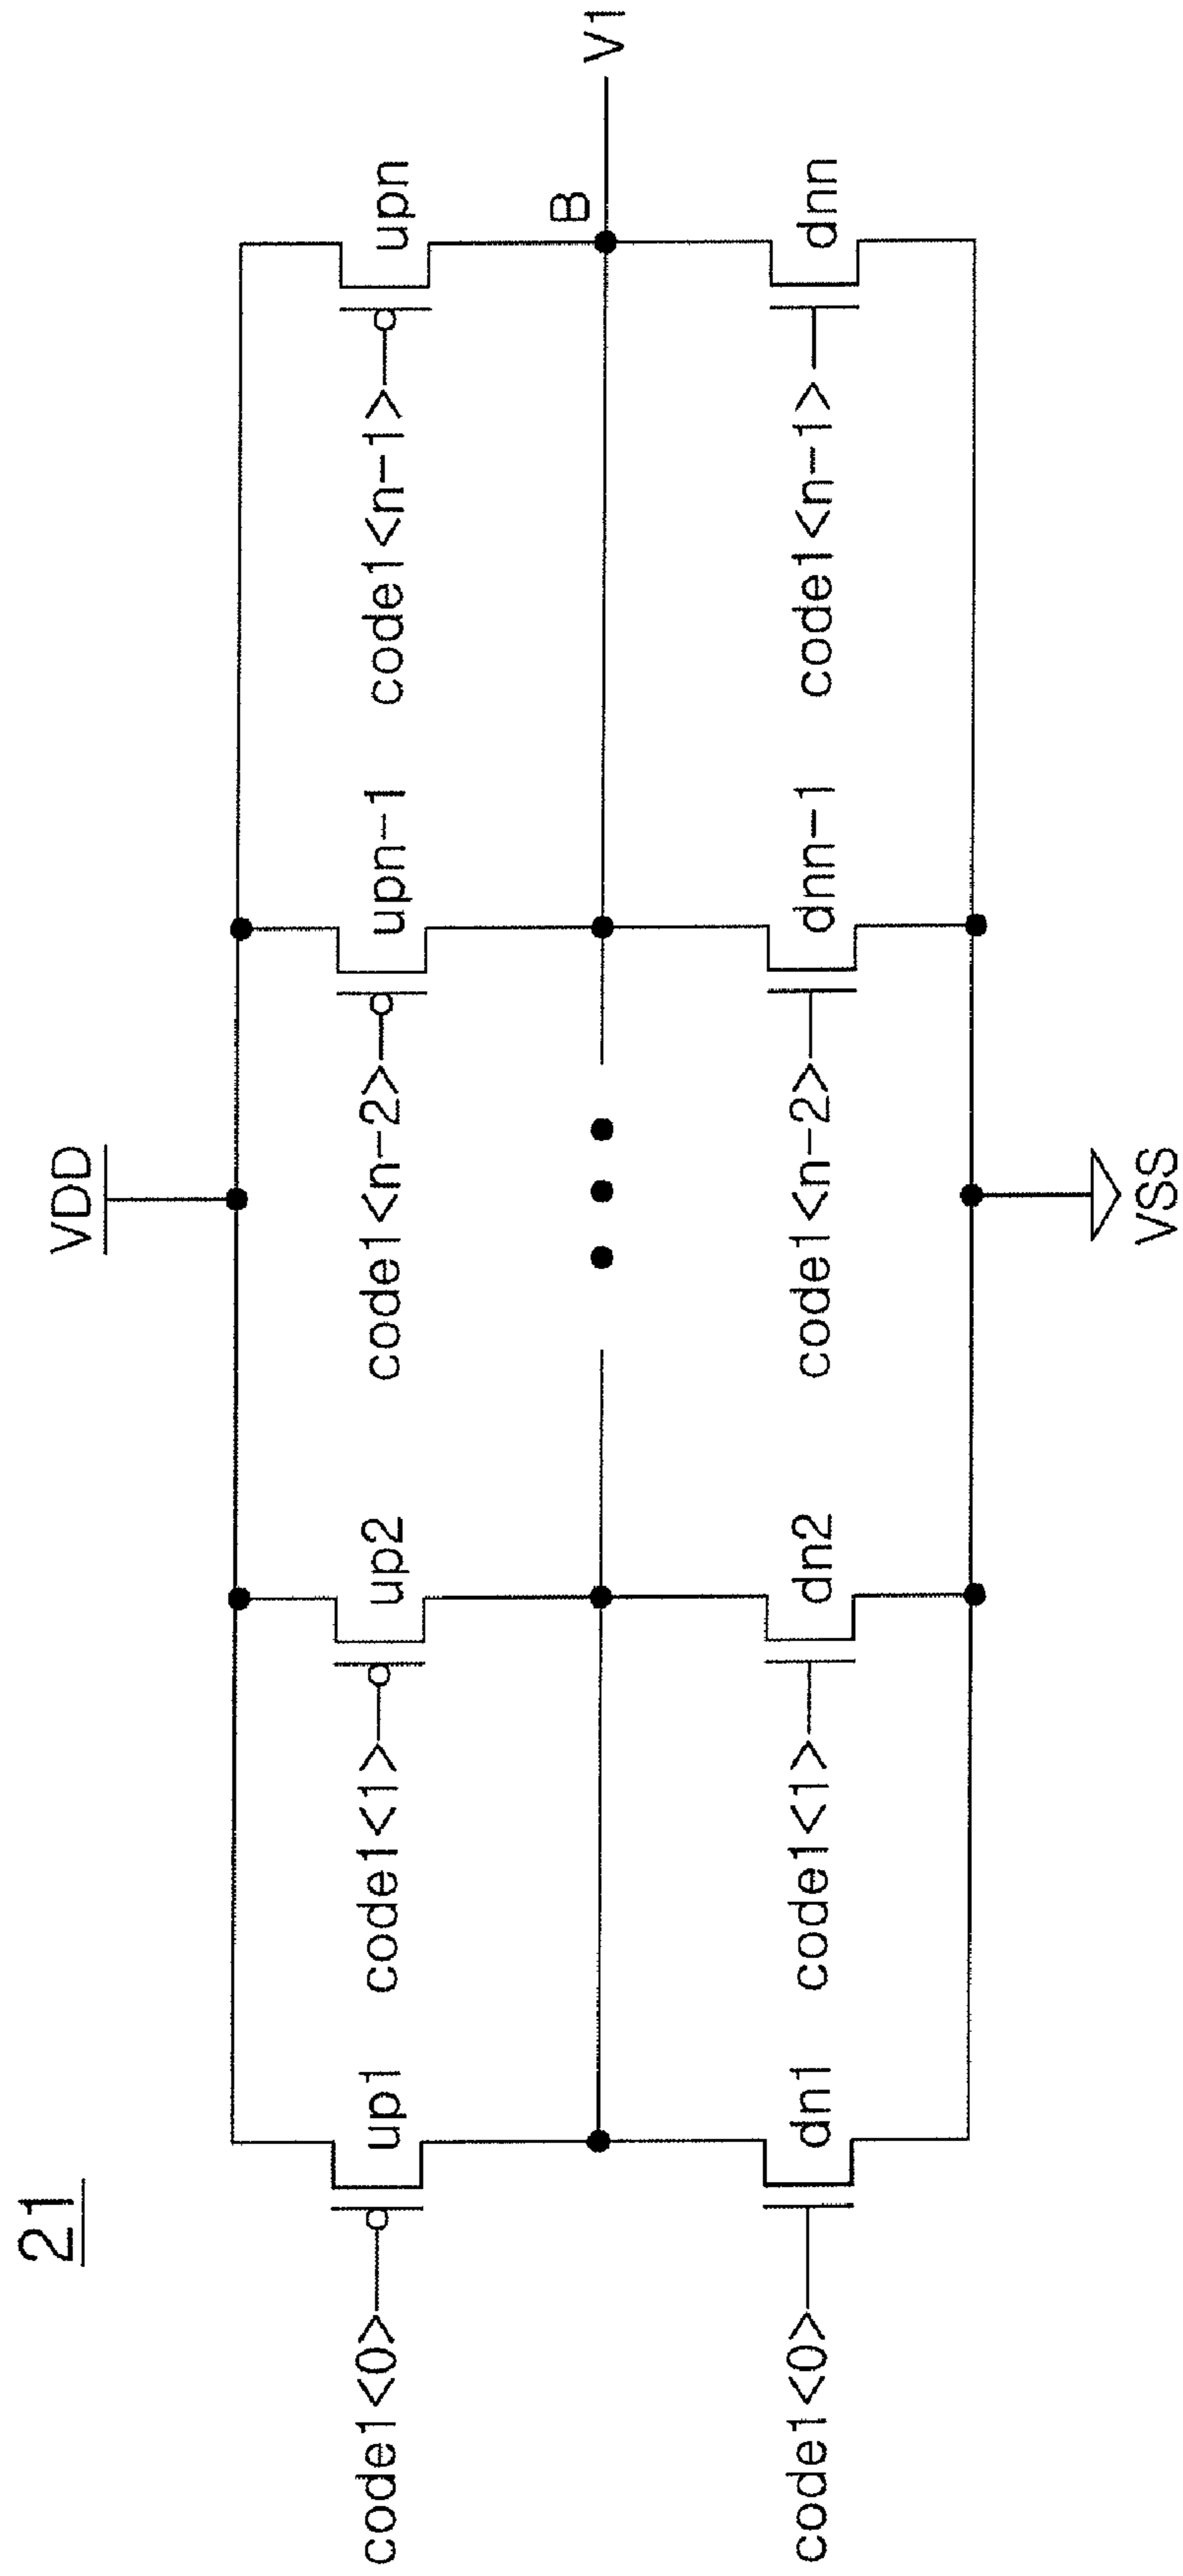 21
VDD
up1
up2
upn-1
upn
code1<0>
code1<1>
code1<n-2>
code1<n-1>
B
V1
dn1
dn2
dnn-1
dnn
code1<0>
code1<1>
code1<n-2>
code1<n-1>
VSS